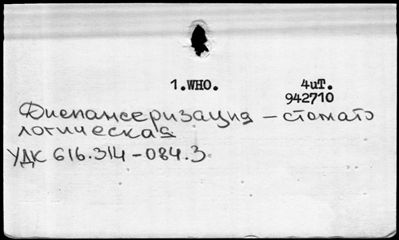 1.WHO. 4uT.
942710
Диспансеризация – стомато
логическая
УДК 616.314-084.3